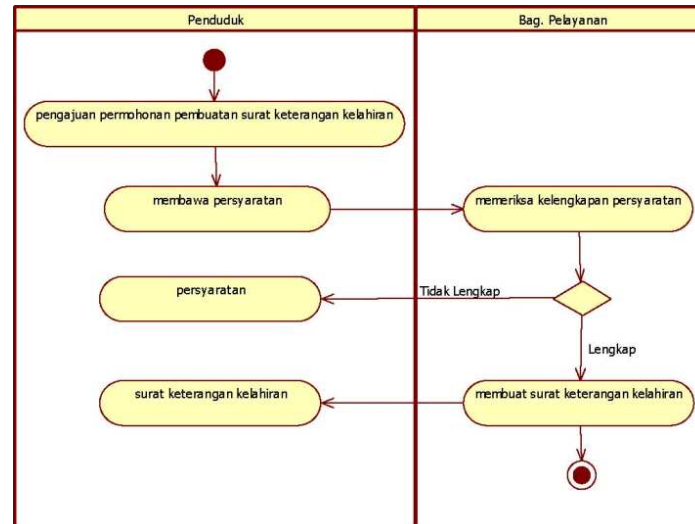 Penduduk
Bag. Pelayanan
pengajuan permohonan pembuatan surat keterangan kelahiran
membawa persyaratan
memeriksa kelengkapan persyaratan
persyaratan
Tidak Lengkap
Lengkap
surat keterangan kelahiran
membuat surat keterangan kelahiran